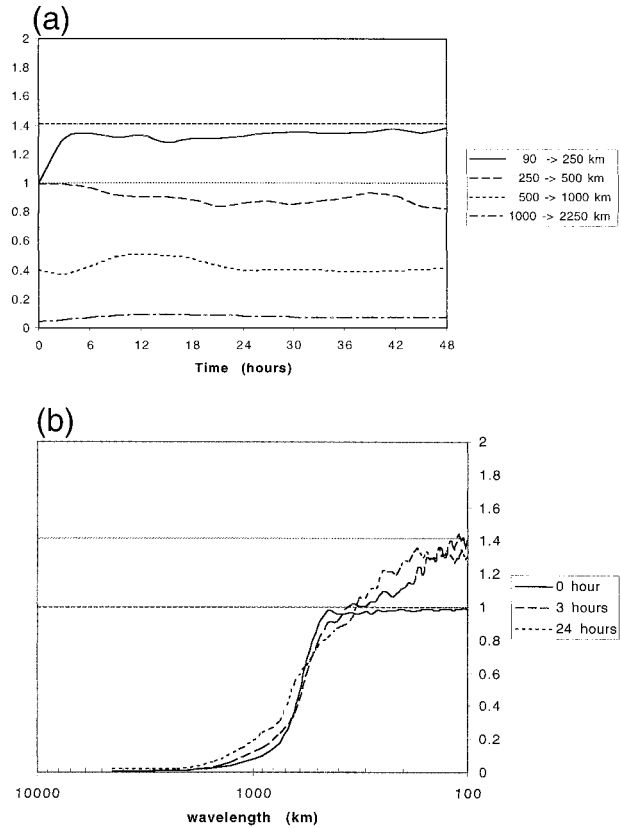 (a)
2
1.8
1.6
1.4
1.2
1
0.8
0.6
0.4
0.2
0
0 6 12 18 24 30 36 42 48
Time (hours)
90 -> 250 km
250 -> 500 km
500 -> 1000 km
1000 -> 2250 km
(b)
2
1.8
1.6
1.4
1.2
1
0.8
0.6
0.4
0.2
0
10000 1000 100
wavelength (km)
0 hour
3 hours
24 hours